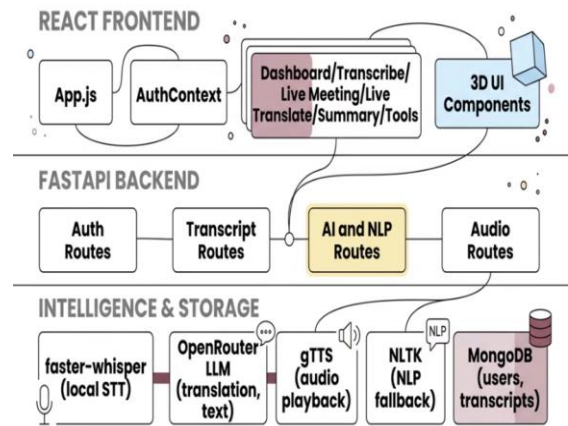 REACT FRONTEND
App.js
AuthContext
Dashboard/Transcribe/
Live Meeting/Live
Translate/Summary/Tools
3D UI
Components
FASTAPI BACKEND
Auth
Routes
Transcript
Routes
AI and NLP
Routes
Audio
Routes
INTELLIGENCE & STORAGE
faster-whisper
(local STT)
OpenRouter
LLM
(translation,
text)
gTTS
(audio
playback)
NLP
NLTK
(NLP
fallback)
MongoDB
(users,
transcripts)